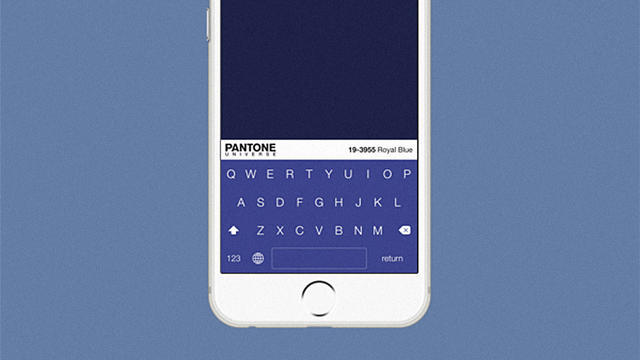 PANTONE 19-3955 Royal Blue
UNIVERSE
Q W E R T Y U I O P
A S D F G H J K L
Z X C V B N M
123 return